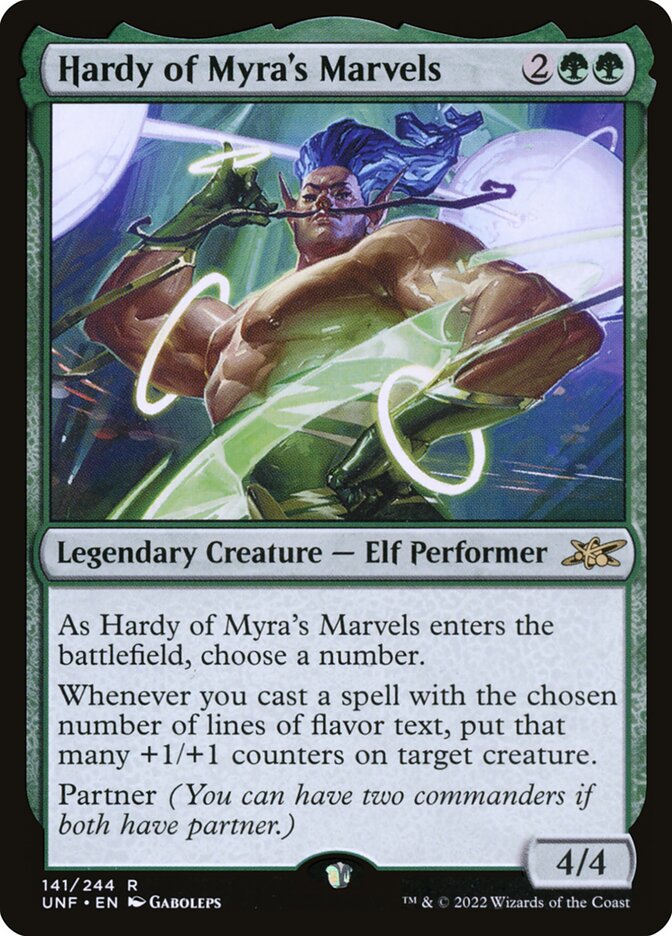 Hardy of Myra's Marvels 2
Legendary Creature — Elf Performer
As Hardy of Myra's Marvels enters the
battlefield, choose a number.
Whenever you cast a spell with the chosen
number of lines of flavor text, put that
many +1/+1 counters on target creature.
Partner (You can have two commanders if
both have partner.)
4/4
141/244 R
UNF • EN GABOLEPS
™ & © 2022 Wizards of the Coast